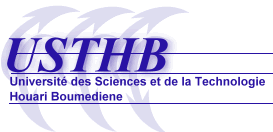 USTHB
Université des Sciences et de la Technologie
Houari Boumediene